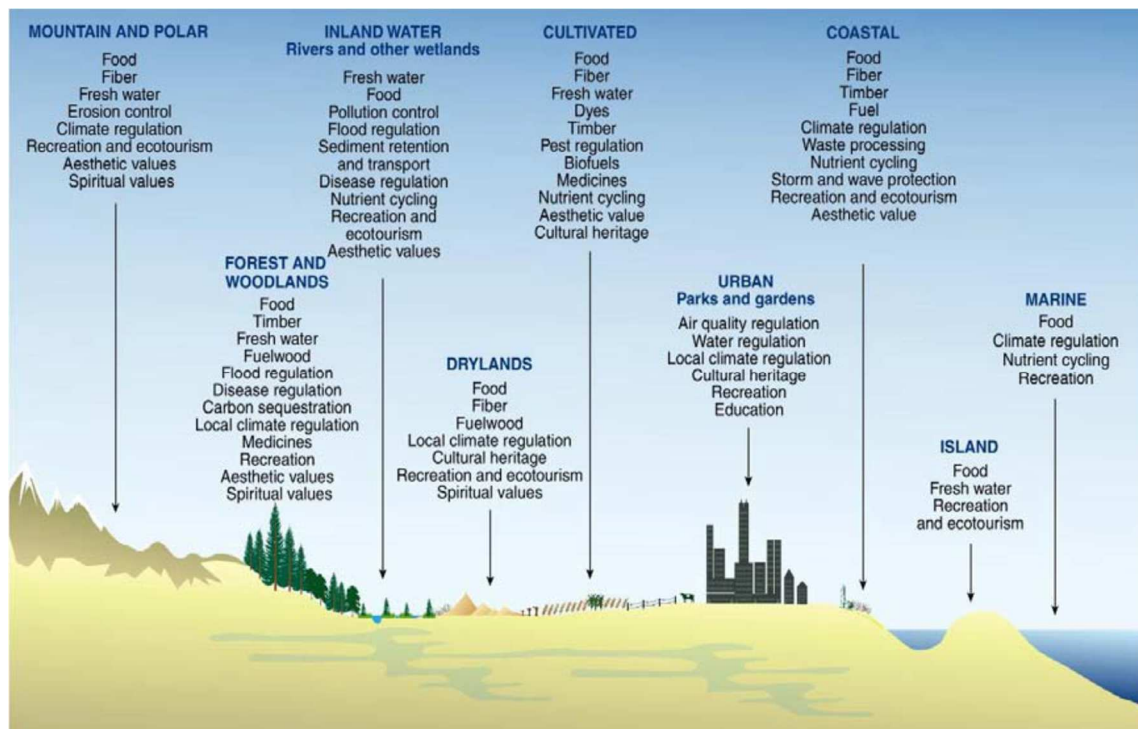 MOUNTAIN AND POLAR
Food
Fiber
Fresh water
Erosion control
Climate regulation
Recreation and ecotourism
Aesthetic values
Spiritual values
INLAND WATER
Rivers and other wetlands
Fresh water
Food
Pollution control
Flood regulation
Sediment retention
and transport
Disease regulation
Nutrient cycling
Recreation and
ecotourism
Aesthetic values
CULTIVATED
Food
Fiber
Fresh water
Dyes
Timber
Pest regulation
Biofuels
Medicines
Nutrient cycling
Aesthetic value
Cultural heritage
COASTAL
Food
Fiber
Timber
Fuel
Climate regulation
Waste processing
Nutrient cycling
Storm and wave protection
Recreation and ecotourism
Aesthetic value
FOREST AND
WOODLANDS
Food
Timber
Fresh water
Fuelwood
Flood regulation
Disease regulation
Carbon sequestration
Local climate regulation
Medicines
Recreation
Aesthetic values
Spiritual values
DRYLANDS
Food
Fiber
Fuelwood
Local climate regulation
Cultural heritage
Recreation and ecotourism
Spiritual values
URBAN
Parks and gardens
Air quality regulation
Water regulation
Local climate regulation
Cultural heritage
Recreation
Education
MARINE
Food
Climate regulation
Nutrient cycling
Recreation
ISLAND
Food
Fresh water
Recreation
and ecotourism